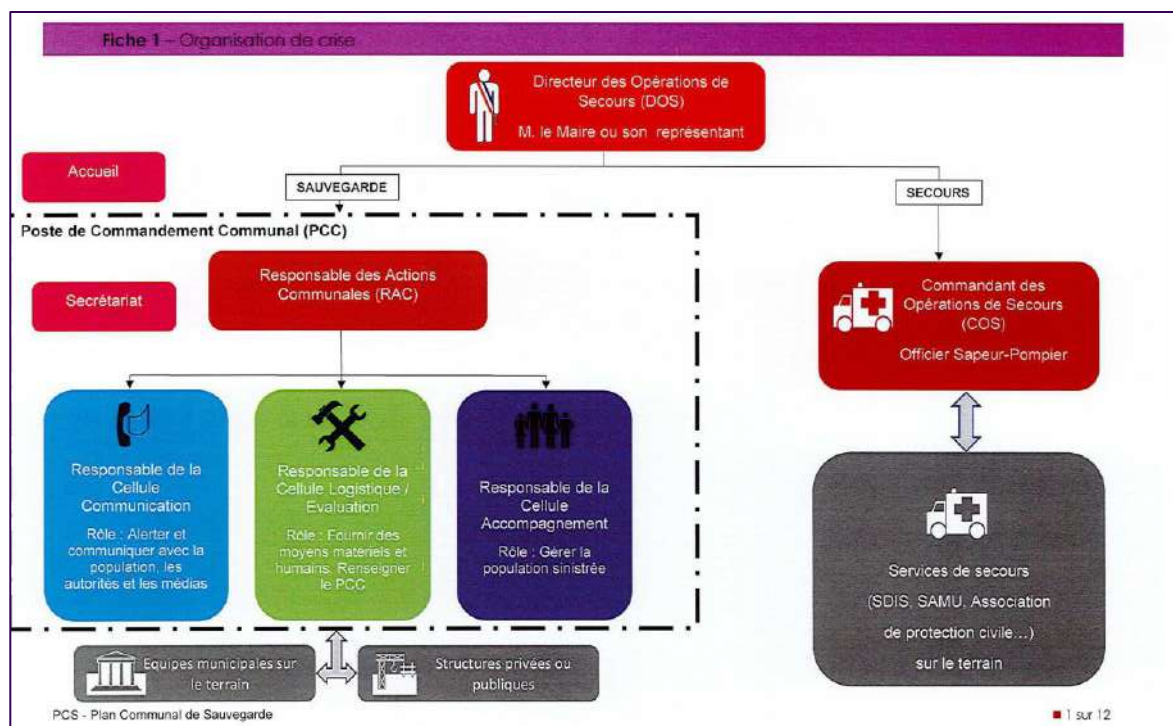 Fiche 1 – Organisation de crise
Directeur des Opérations de
Secours (DOS)
M. le Maire ou son représentant
Accueil
SAUVEGARDE
SECOURS
Poste de Commandement Communal (PCC)
Responsable des Actions
Communales (RAC)
Secrétariat
Commandant des
Opérations de Secours
(COS)
Officier Sapeur-Pompier
Responsable de la
Cellule
Communication
Rôle : Alerter et
communiquer avec la
population, les
autorités et les médias
Responsable de la
Cellule Logistique /
Evaluation
Rôle : Fournir des
moyens matériels et
humains. Renseigner
le PCC
Responsable de la
Cellule
Accompagnement
Rôle : Gérer la
population sinistrée
Services de secours
(SDIS, SAMU, Association
de protection civile…)
sur le terrain
Equipes municipales sur
le terrain
Structures privées ou
publiques
PCS - Plan Communal de Sauvegarde
1 sur 12